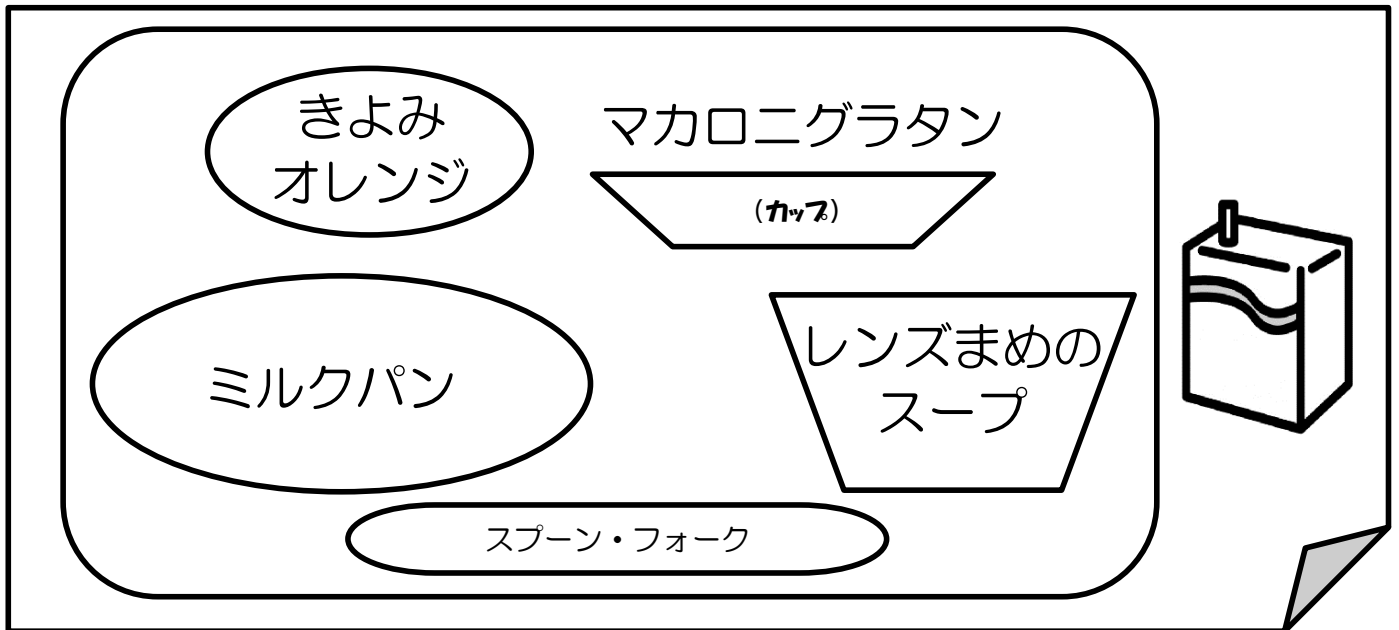 きよみ
オレンジ
マカロニグラタン
(カップ)
ミルクパン
レンズまめの
スープ
スプーン・フォーク